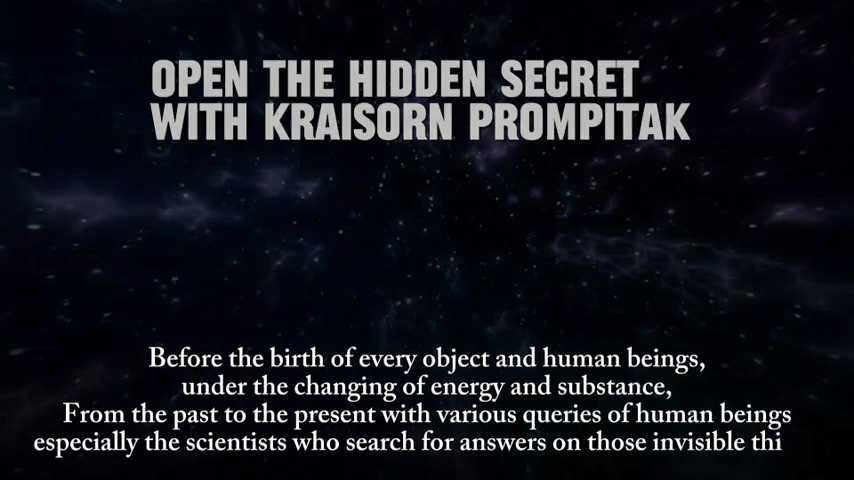 OPEN THE HIDDEN SECRET
WITH KRAISORN PROMPITAK
Before the birth of every object and human beings,
under the changing of energy and substance,
From the past to the present with various queries of human beings
especially the scientists who search for answers on those invisible thi